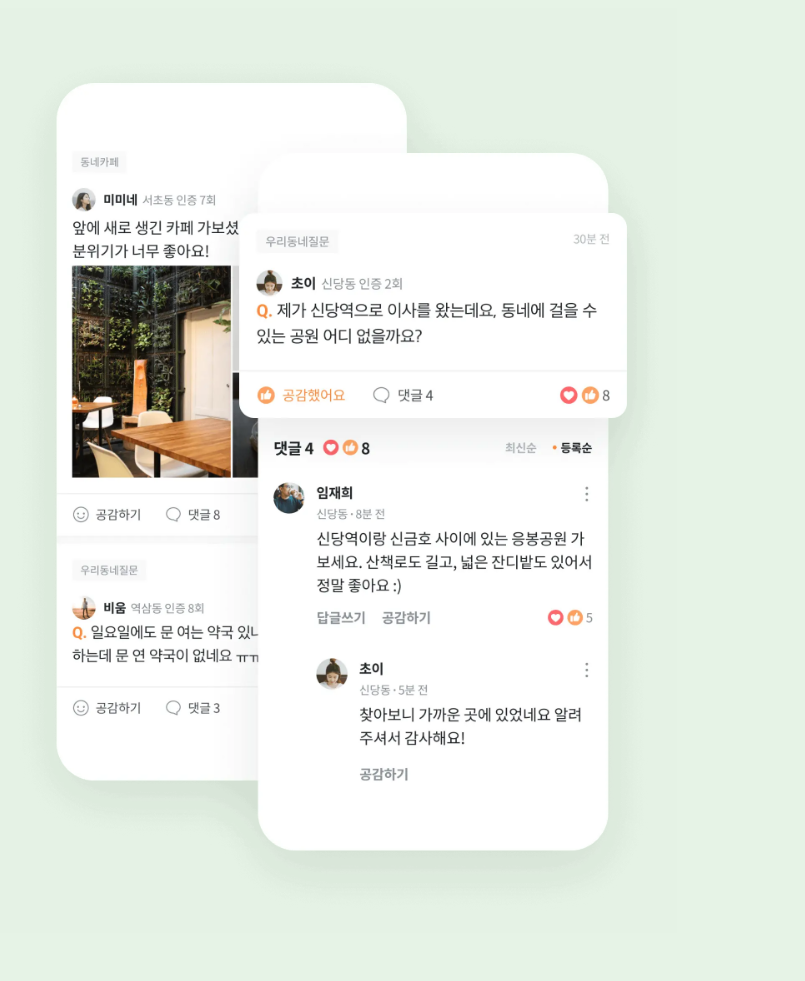 동네카페
미미네 서초동 인증 7회
앞에 새로 생긴 카페 가보셨
분위기가 너무 좋아요!
공감하기 댓글 8
우리동네질문
비움 역삼동 인증 8회
Q. 일요일에도 문 여는 약국 있
하는데 문 연 약국이 없네요 ㅠㅠ
공감하기 댓글 3
우리동네질문 30분 전
초이 신당동 인증 2회
Q. 제가 신당역으로 이사를 왔는데요, 동네에 걸을 수
있는 공원 어디 없을까요?
공감했어요 댓글 4 8
댓글 4 8 최신순 • 등록순
임재희
신당동 · 8분 전
신당역이랑 신금호 사이에 있는 응봉공원 가
보세요. 산책로도 길고, 넓은 잔디밭도 있어서
정말 좋아요 :)
답글쓰기 공감하기 5
초이
신당동 · 5분 전
찾아보니 가까운 곳에 있었네요 알려
주셔서 감사해요!
공감하기